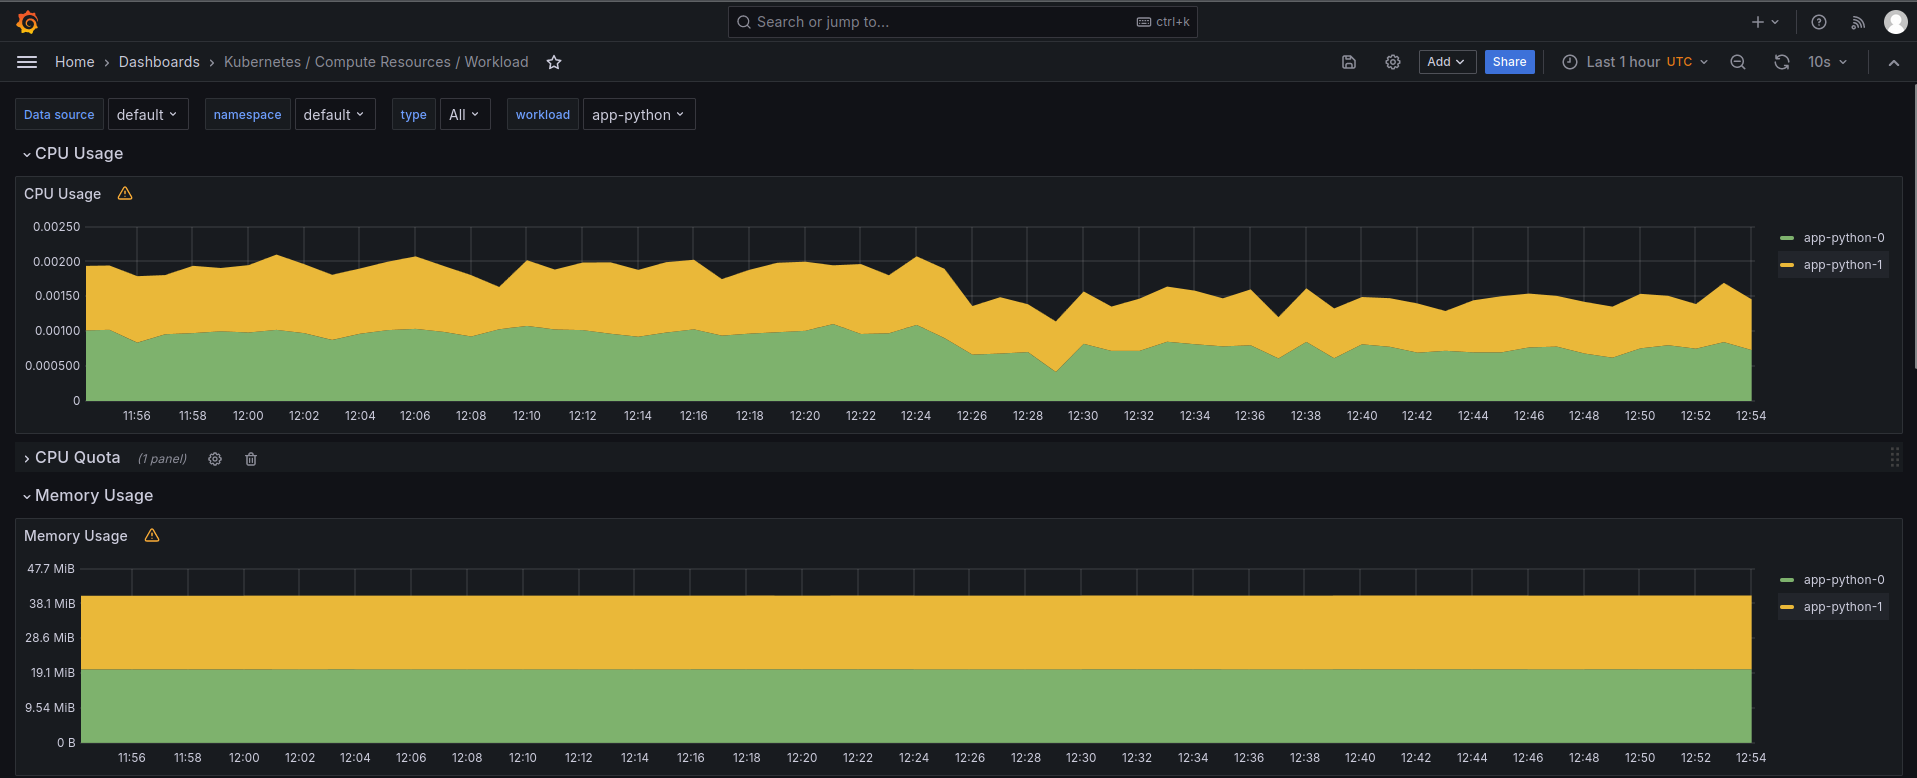 Search or jump to... ctrl+k
Home › Dashboards › Kubernetes / Compute Resources / Workload Add Share Last 1 hour UTC 10s
Data source default namespace default type All workload app-python
CPU Usage
CPU Usage
0.00250
0.00200
0.00150
0.00100
0.000500
0
11:56 11:58 12:00 12:02 12:04 12:06 12:08 12:10 12:12 12:14 12:16 12:18 12:20 12:22 12:24 12:26 12:28 12:30 12:32 12:34 12:36 12:38 12:40 12:42 12:44 12:46 12:48 12:50 12:52 12:54
app-python-0
app-python-1
CPU Quota (1 panel)
Memory Usage
Memory Usage
47.7 MiB
38.1 MiB
28.6 MiB
19.1 MiB
9.54 MiB
0 B
11:56 11:58 12:00 12:02 12:04 12:06 12:08 12:10 12:12 12:14 12:16 12:18 12:20 12:22 12:24 12:26 12:28 12:30 12:32 12:34 12:36 12:38 12:40 12:42 12:44 12:46 12:48 12:50 12:52 12:54
app-python-0
app-python-1